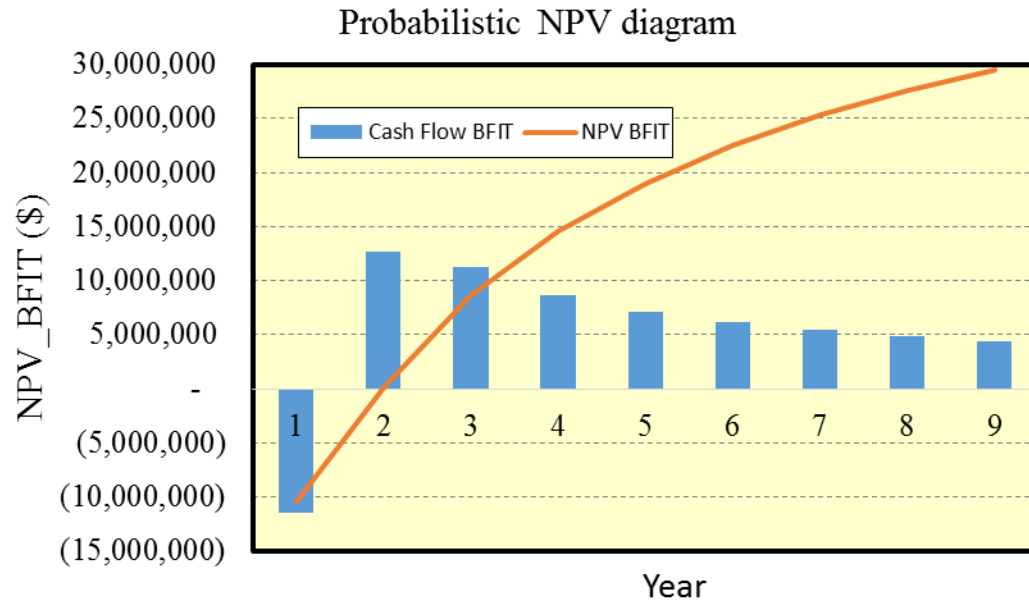 Probabilistic NPV diagram
30,000,000
25,000,000
20,000,000
15,000,000
10,000,000
5,000,000
-
(5,000,000)
(10,000,000)
(15,000,000)
NPV_BFIT ($)
Cash Flow BFIT NPV BFIT
1 2 3 4 5 6 7 8 9
Year